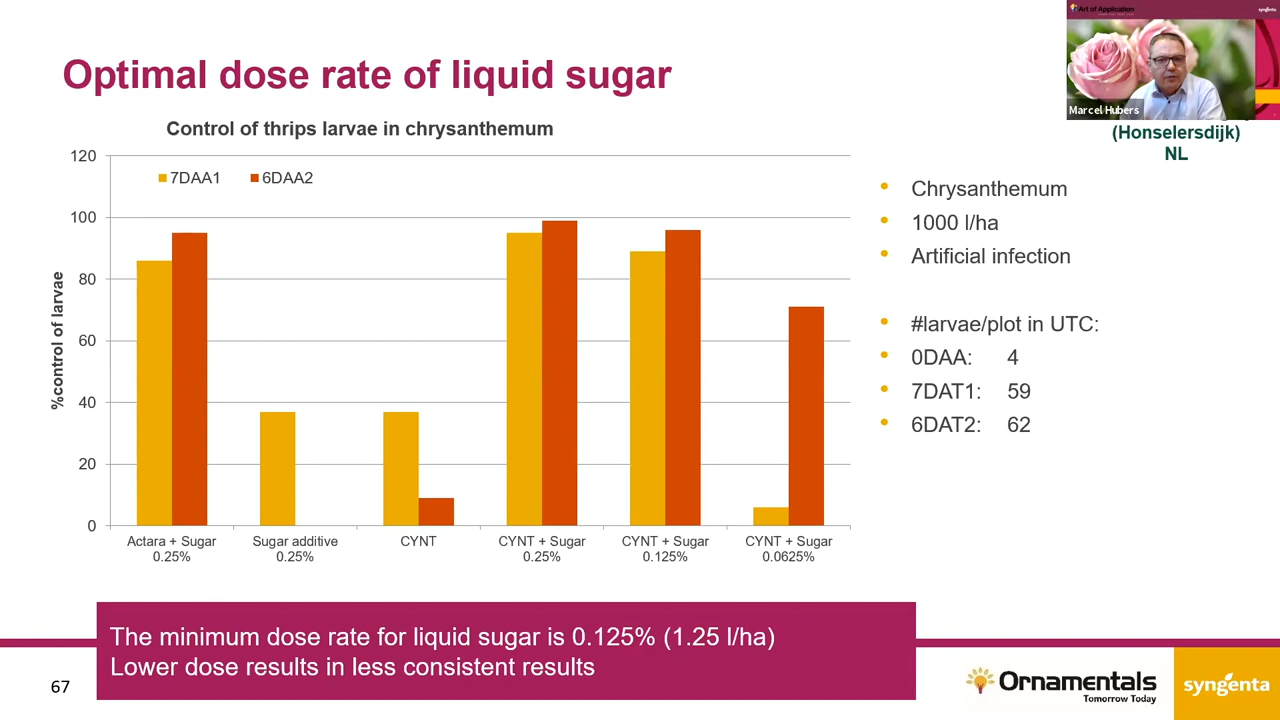 Optimal dose rate of liquid sugar
Art of Application
syngenta
Marcel Hubers
(Honselersdijk)
NL
Control of thrips larvae in chrysanthemum
7DAA1
6DAA2
%control of larvae
120
100
80
60
40
20
0
Actara + Sugar
0.25%
Sugar additive
0.25%
CYNT
CYNT + Sugar
0.25%
CYNT + Sugar
0.125%
CYNT + Sugar
0.0625%
• Chrysanthemum
• 1000 l/ha
• Artificial infection
• #larvae/plot in UTC:
• 0DAA: 4
• 7DAT1: 59
• 6DAT2: 62
The minimum dose rate for liquid sugar is 0.125% (1.25 l/ha)
Lower dose results in less consistent results
67
Ornamentals
Tomorrow Today
syngenta